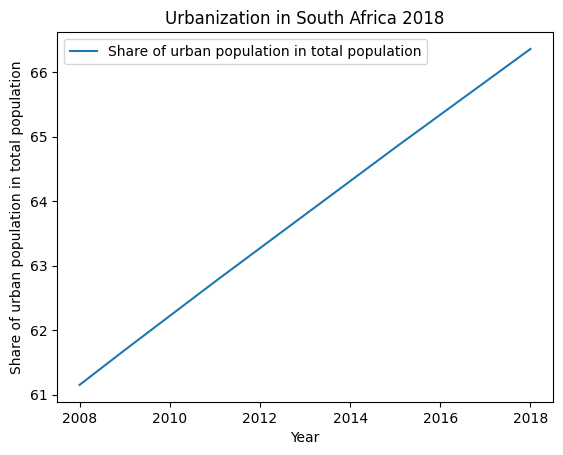 Urbanization in South Africa 2018
Share of urban population in total population
Share of urban population in total population
66
65
64
63
62
61
2008 2010 2012 2014 2016 2018
Year